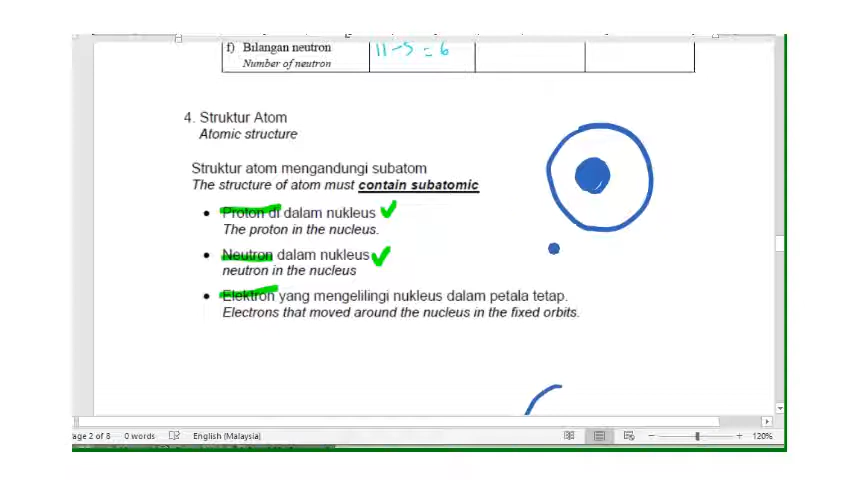 f) Bilangan neutron 11-5 = 6
Number of neutron
4. Struktur Atom
Atomic structure
Struktur atom mengandungi subatom
The structure of atom must contain subatomic
• Proton di dalam nukleus
The proton in the nucleus.
• Neutron dalam nukleus
neutron in the nucleus
• Elektron yang mengelilingi nukleus dalam petala tetap.
Electrons that moved around the nucleus in the fixed orbits.
age 2 of 8 0 words English (Malaysia) 120%